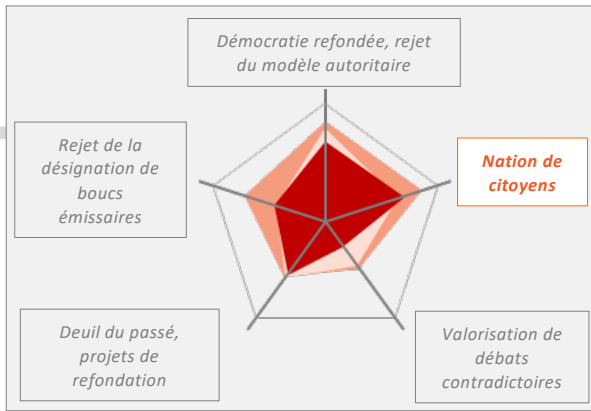 Démocratie refondée, rejet
du modèle autoritaire
Rejet de la
désignation de
boucs
émissaires
Nation de
citoyens
Deuil du passé,
projets de
refondation
Valorisation de
débats
contradictoires